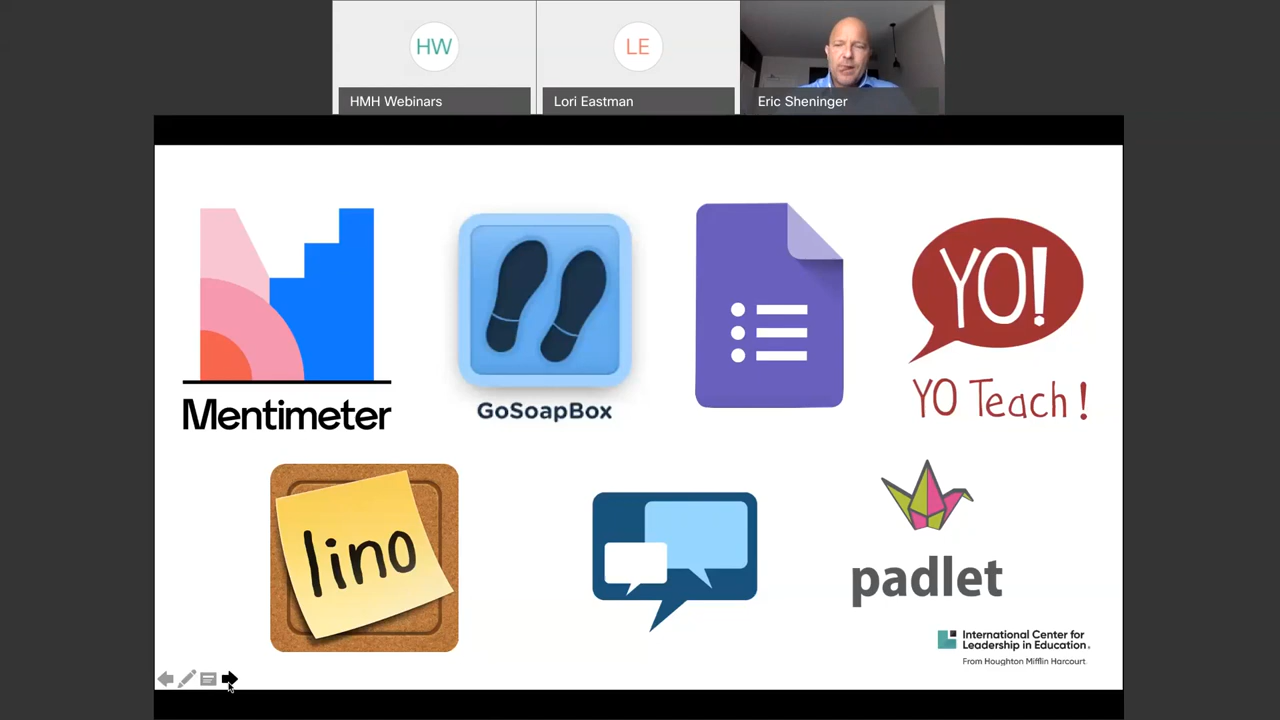 HW
LE
HMH Webinars
Lori Eastman
Eric Sheninger
YO!
Mentimeter
GoSoapBox
YO Teach!
lino
padlet
International Center for
Leadership in Education.
From Houghton Mifflin Harcourt